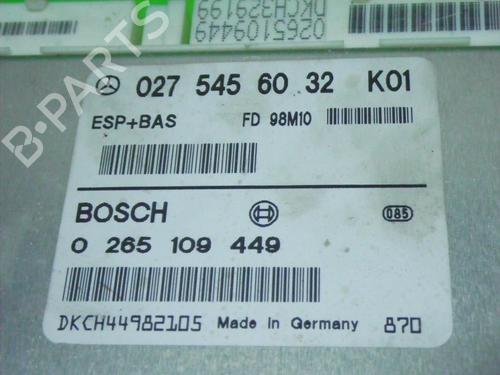 0265109449
DKCH329199
027 545 60 32 K01
ESP+BAS FD 98M10
BOSCH 085
0 265 109 449
DKCH44982105 Made in Germany 870
B-PARTS